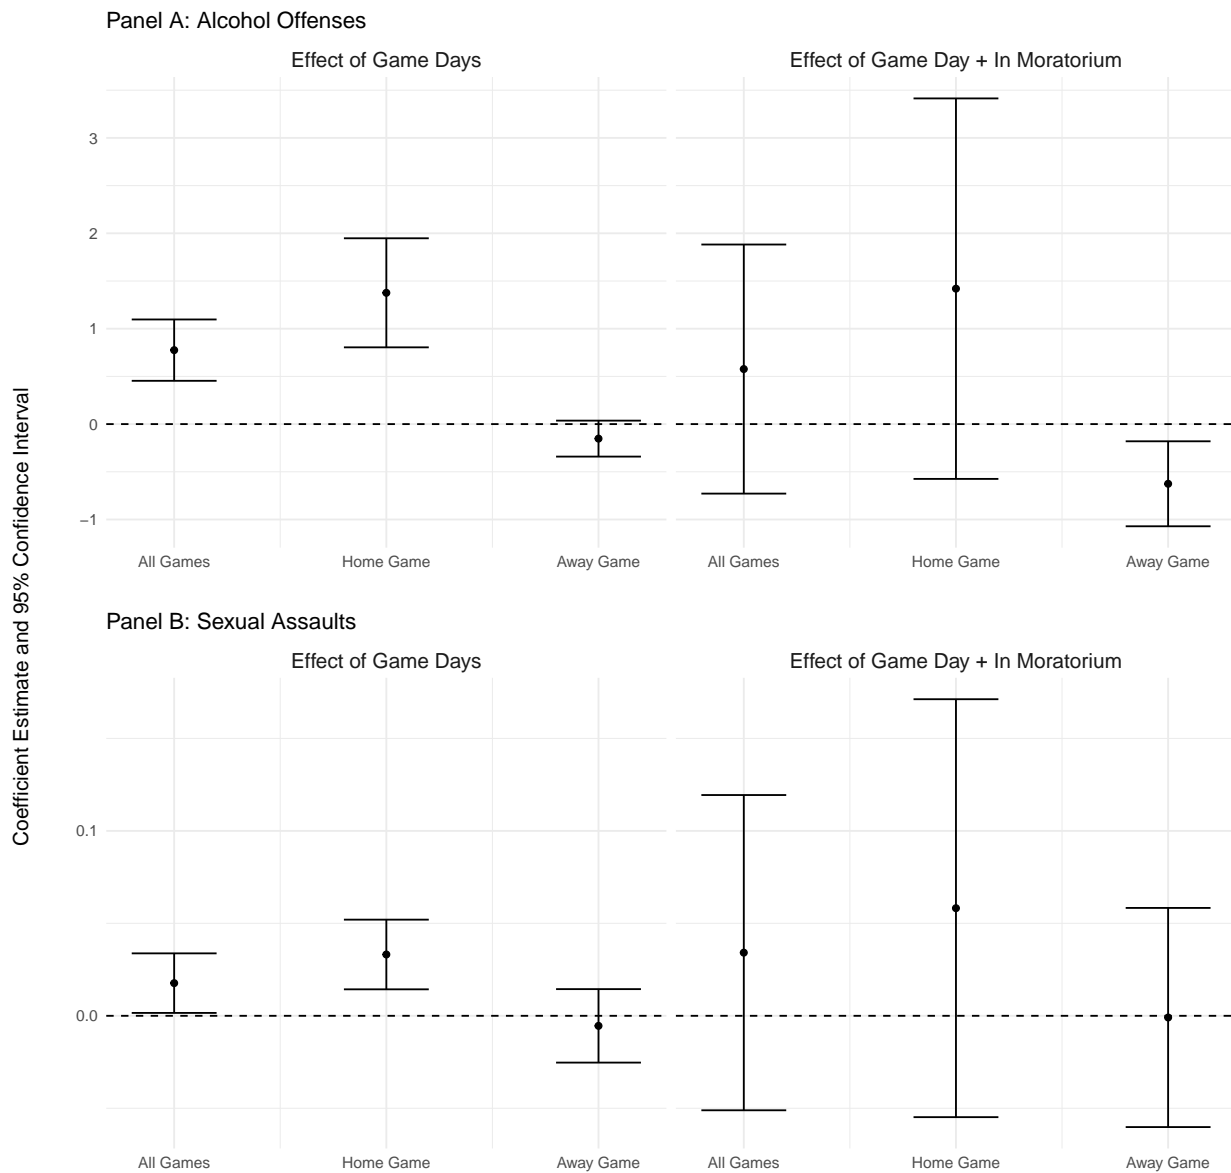 Panel A: Alcohol Offenses
Effect of Game Days
Effect of Game Day + In Moratorium
3
2
1
0
−1
All Games
Home Game
Away Game
All Games
Home Game
Away Game
Coefficient Estimate and 95% Confidence Interval
Panel B: Sexual Assaults
Effect of Game Days
Effect of Game Day + In Moratorium
0.1
0.0
All Games
Home Game
Away Game
All Games
Home Game
Away Game